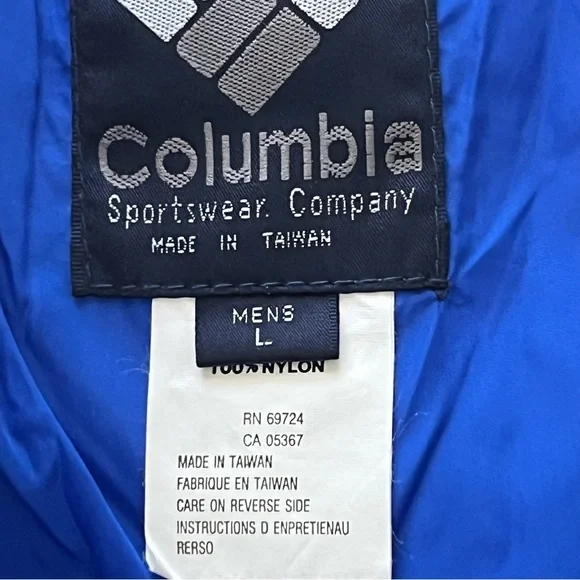 Columbia
Sportswear. Company
MADE IN TAIWAN
MENS
L
100% NYLON
RN 69724
CA 05367
MADE IN TAIWAN
FABRIQUE EN TAIWAN
CARE ON REVERSE SIDE
INSTRUCTIONS D ENPRETIENAU
RERSO